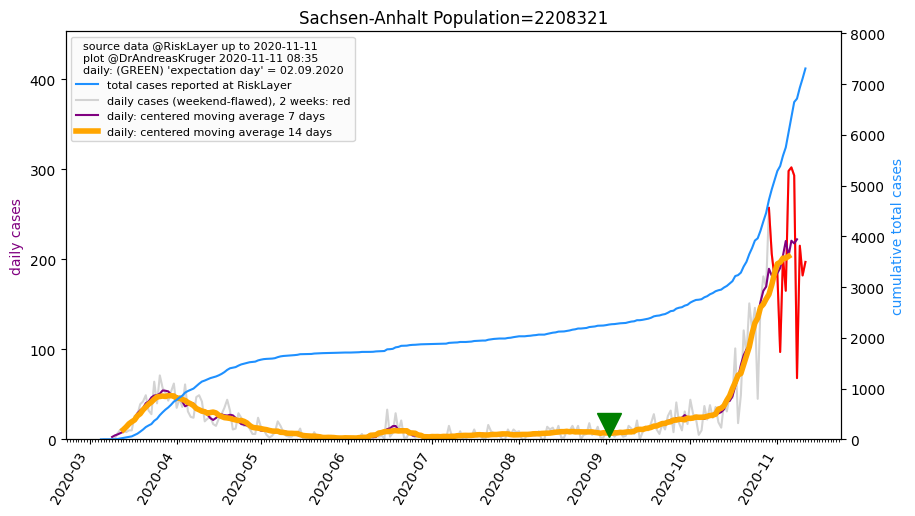 Sachsen-Anhalt Population=2208321
source data @RiskLayer up to 2020-11-11
plot @DrAndreasKruger 2020-11-11 08:35
daily: (GREEN) 'expectation day' = 02.09.2020
total cases reported at RiskLayer
daily cases (weekend-flawed), 2 weeks: red
daily: centered moving average 7 days
daily: centered moving average 14 days
daily cases
400
300
200
100
0
cumulative total cases
8000
7000
6000
5000
4000
3000
2000
1000
0
2020-03
2020-04
2020-05
2020-06
2020-07
2020-08
2020-09
2020-10
2020-11